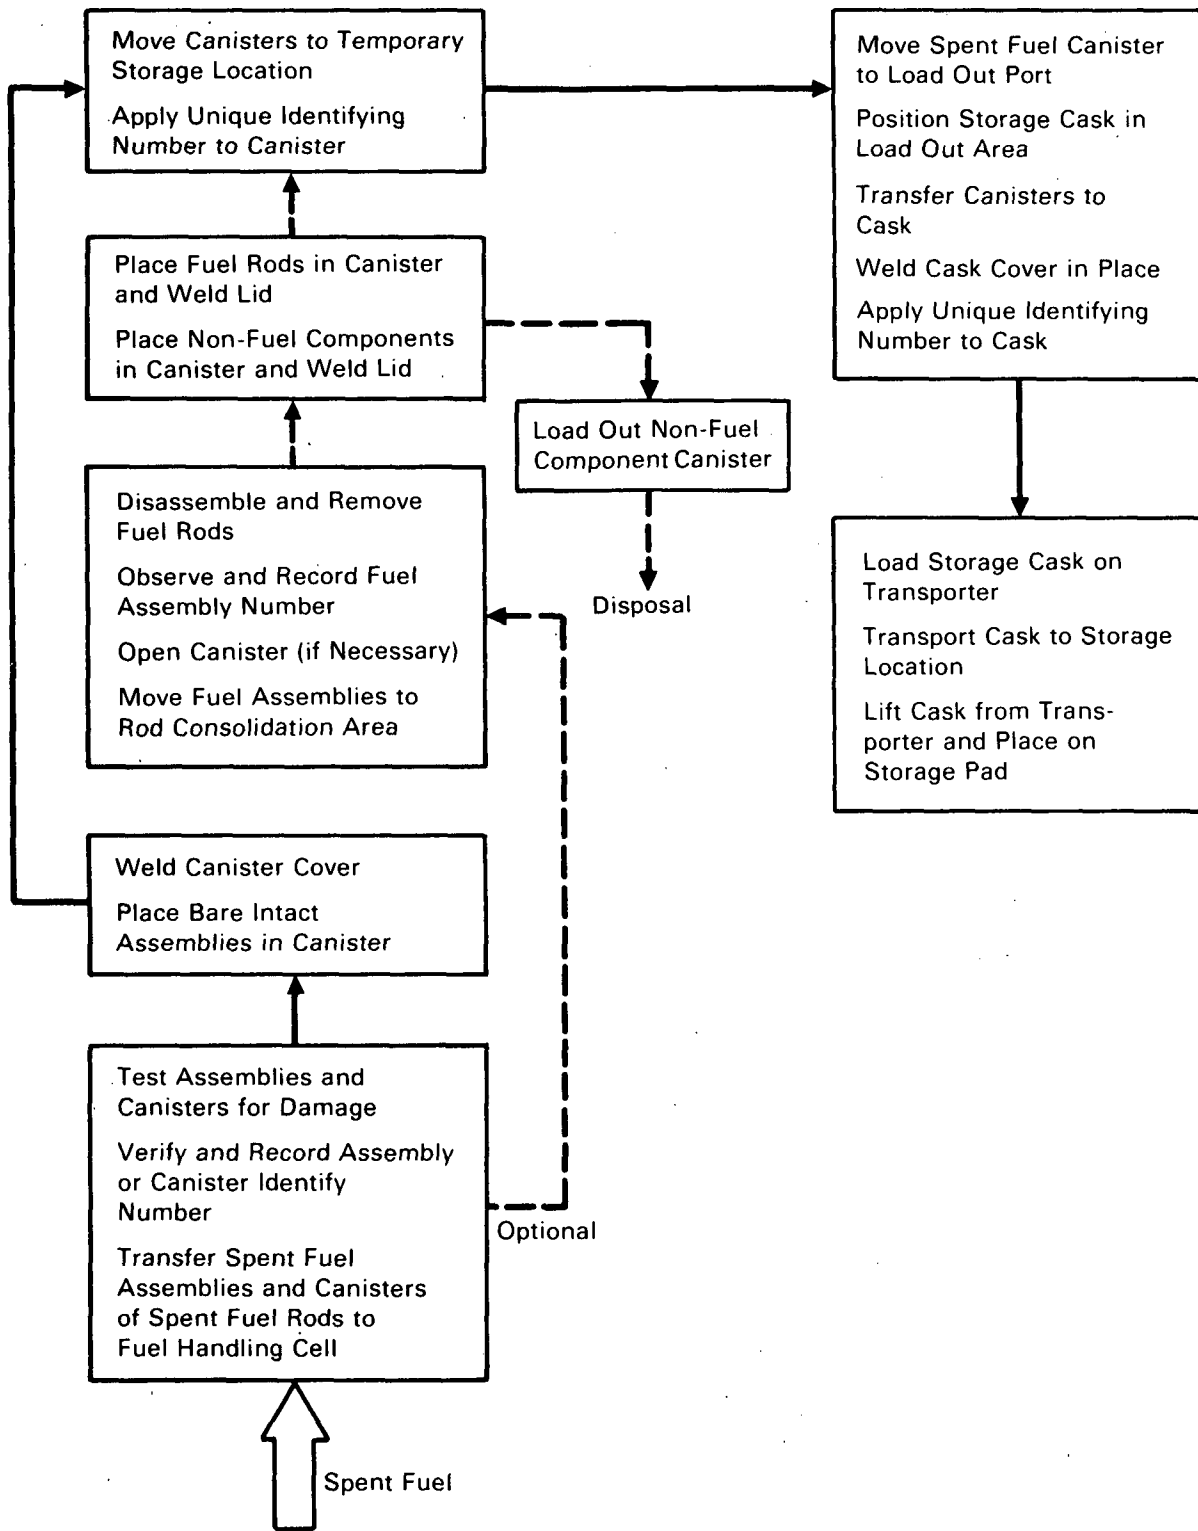 Move Canisters to Temporary
Storage Location
Apply Unique Identifying
Number to Canister
Move Spent Fuel Canister
to Load Out Port
Position Storage Cask in
Load Out Area
Transfer Canisters to
Cask
Weld Cask Cover in Place
Apply Unique Identifying
Number to Cask
Place Fuel Rods in Canister
and Weld Lid
Place Non-Fuel Components
in Canister and Weld Lid
Load Out Non-Fuel
Component Canister
Disposal
Disassemble and Remove
Fuel Rods
Observe and Record Fuel
Assembly Number
Open Canister (if Necessary)
Move Fuel Assemblies to
Rod Consolidation Area
Load Storage Cask on
Transporter
Transport Cask to Storage
Location
Lift Cask from Trans-
porter and Place on
Storage Pad
Weld Canister Cover
Place Bare Intact
Assemblies in Canister
Test Assemblies and
Canisters for Damage
Verify and Record Assembly
or Canister Identify
Number
Transfer Spent Fuel
Assemblies and Canisters
of Spent Fuel Rods to
Fuel Handling Cell
Optional
Spent Fuel